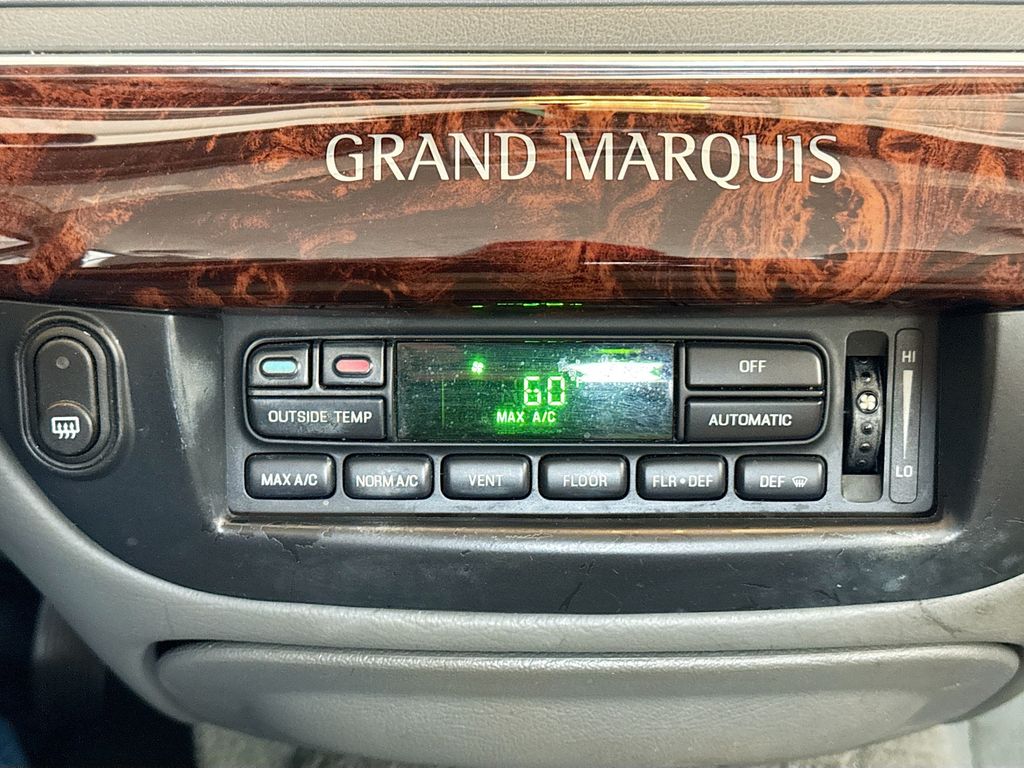 GRAND MARQUIS
OFF
HI
60
OUTSIDE TEMP
MAX A/C
AUTOMATIC
LO
MAX A/C
NORM A/C
VENT
FLOOR
FLR•DEF
DEF